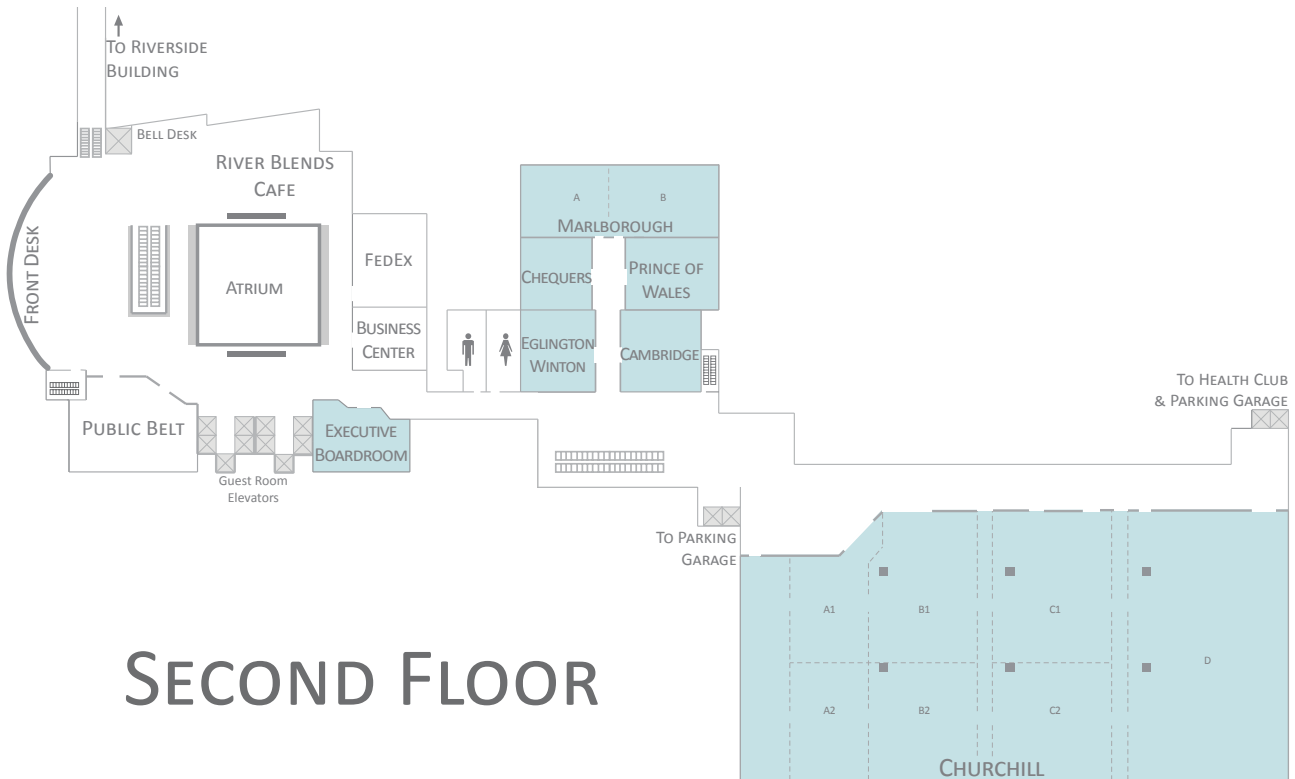 To Riverside
Building
Bell Desk
River Blends
Cafe
Front Desk
Atrium
FedEx
Business
Center
A
B
Marlborough
Chequers
Prince of
Wales
Eglington
Winton
Cambridge
Public Belt
Guest Room
Elevators
Executive
Boardroom
To Health Club
& Parking Garage
To Parking
Garage
A1
B1
C1
D
A2
B2
C2
Churchill
Second Floor